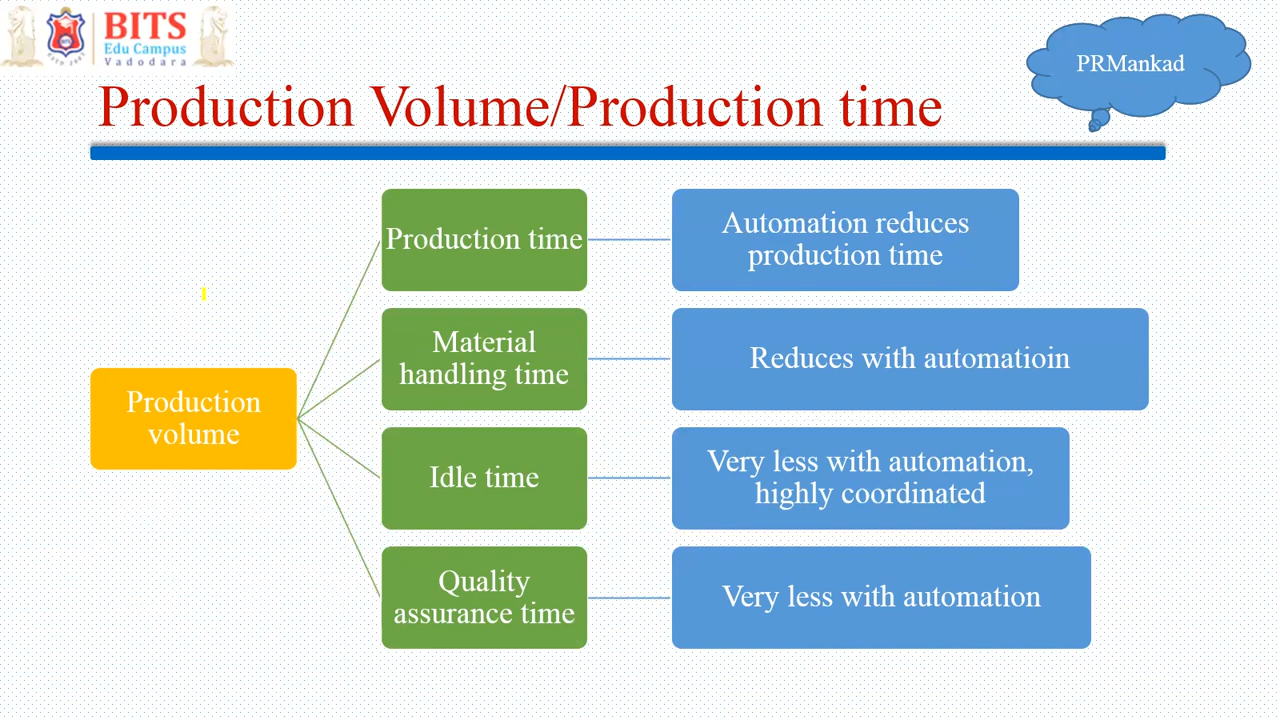 BITS
Edu Campus
Vadodara
PRMankad
Production Volume/Production time
Production time
Automation reduces
production time
Material
handling time
Reduces with automatioin
Production
volume
Idle time
Very less with automation,
highly coordinated
Quality
assurance time
Very less with automation